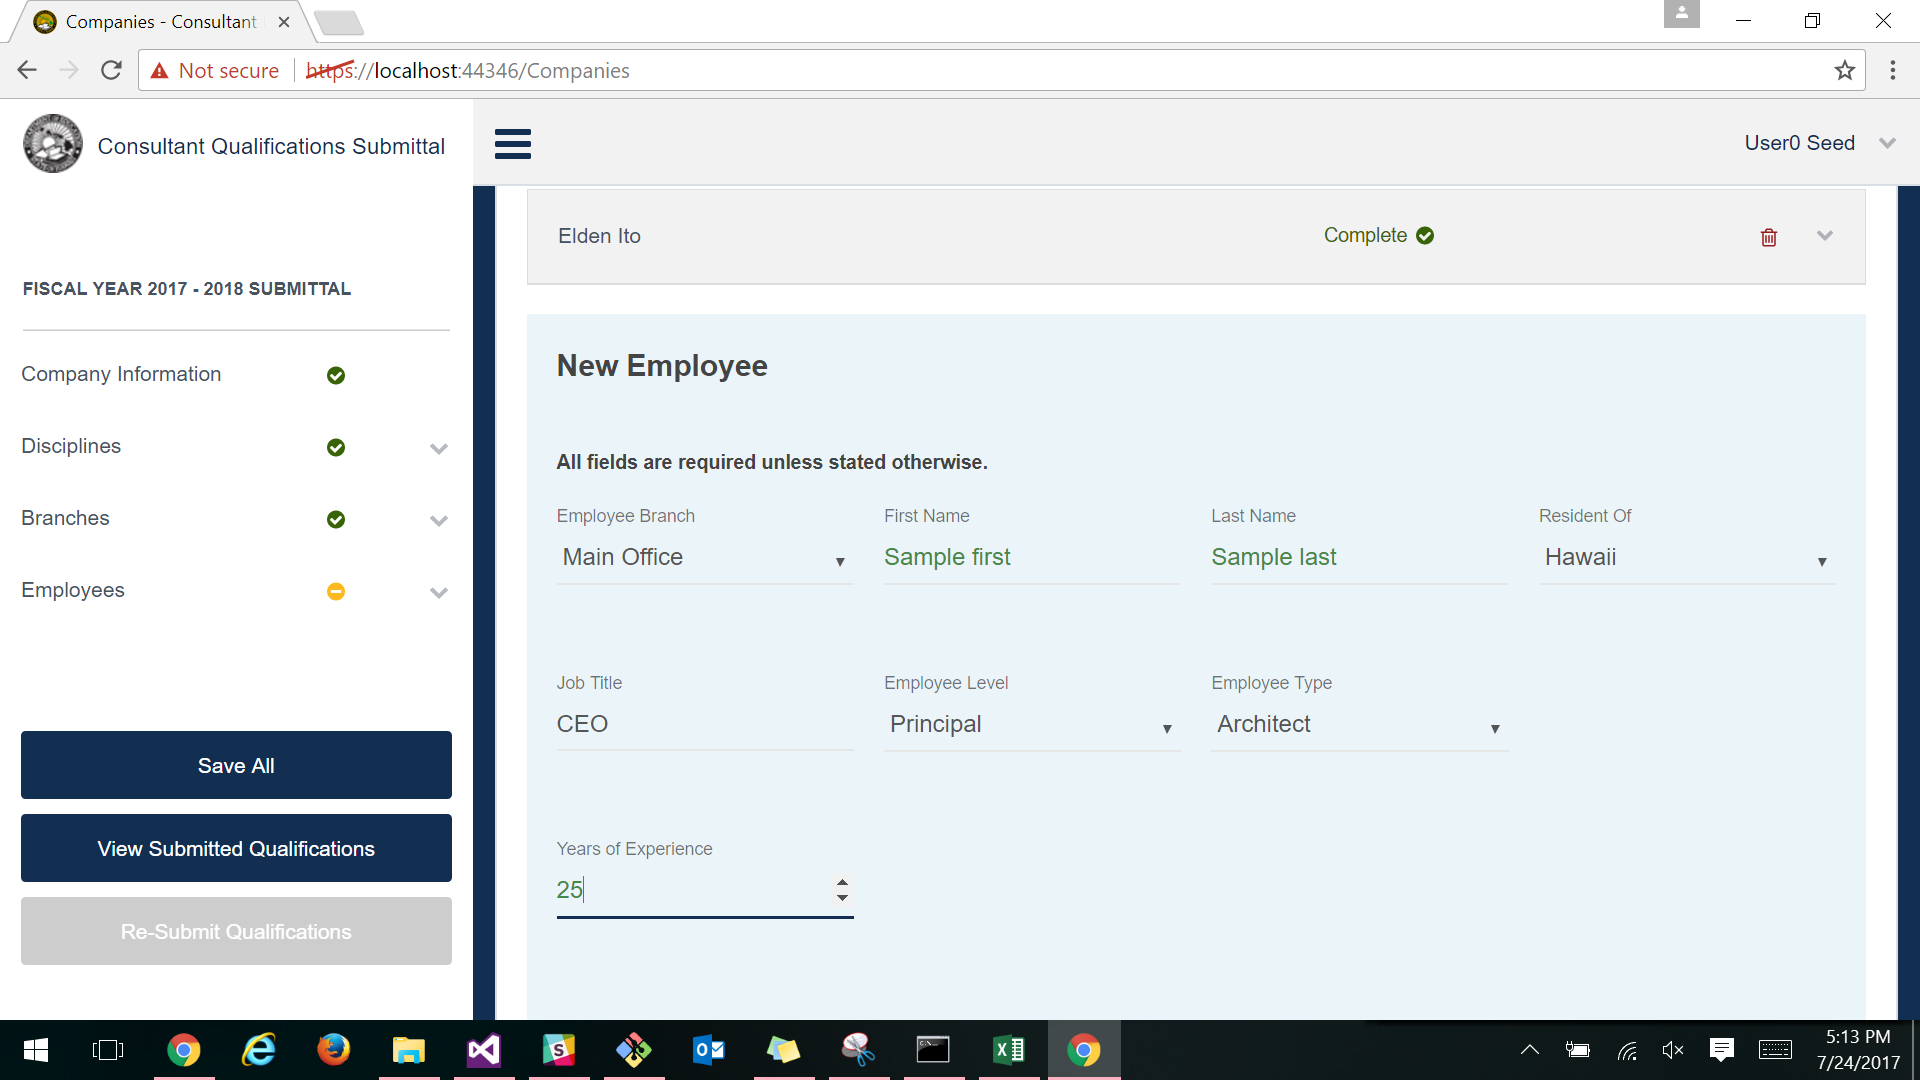 Companies - Consultant
Not secure
https://localhost:44346/Companies
Consultant Qualifications Submittal
User0 Seed
Elden Ito
Complete
FISCAL YEAR 2017 - 2018 SUBMITTAL
Company Information
Disciplines
Branches
Employees
Save All
View Submitted Qualifications
Re-Submit Qualifications
New Employee
All fields are required unless stated otherwise.
Employee Branch
First Name
Last Name
Resident Of
Main Office
Sample first
Sample last
Hawaii
Job Title
Employee Level
Employee Type
CEO
Principal
Architect
Years of Experience
25
5:13 PM
7/24/2017